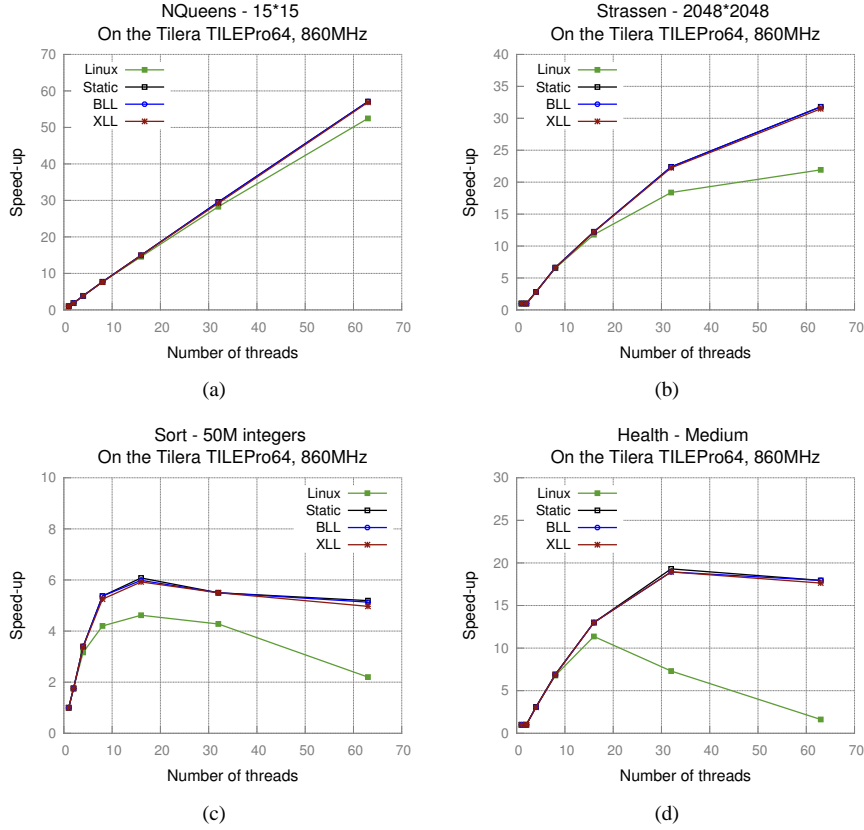 NQueens - 15*15
On the Tilera TILEPro64, 860MHz
70
60
50
40
30
20
10
0
Speed-up
Linux
Static
BLL
XLL
0 10 20 30 40 50 60 70
Number of threads
(a)
Strassen - 2048*2048
On the Tilera TILEPro64, 860MHz
40
35
30
25
20
15
10
5
0
Speed-up
Linux
Static
BLL
XLL
0 10 20 30 40 50 60 70
Number of threads
(b)
Sort - 50M integers
On the Tilera TILEPro64, 860MHz
10
8
6
4
2
0
Speed-up
Linux
Static
BLL
XLL
0 10 20 30 40 50 60 70
Number of threads
(c)
Health - Medium
On the Tilera TILEPro64, 860MHz
30
25
20
15
10
5
0
Speed-up
Linux
Static
BLL
XLL
0 10 20 30 40 50 60 70
Number of threads
(d)